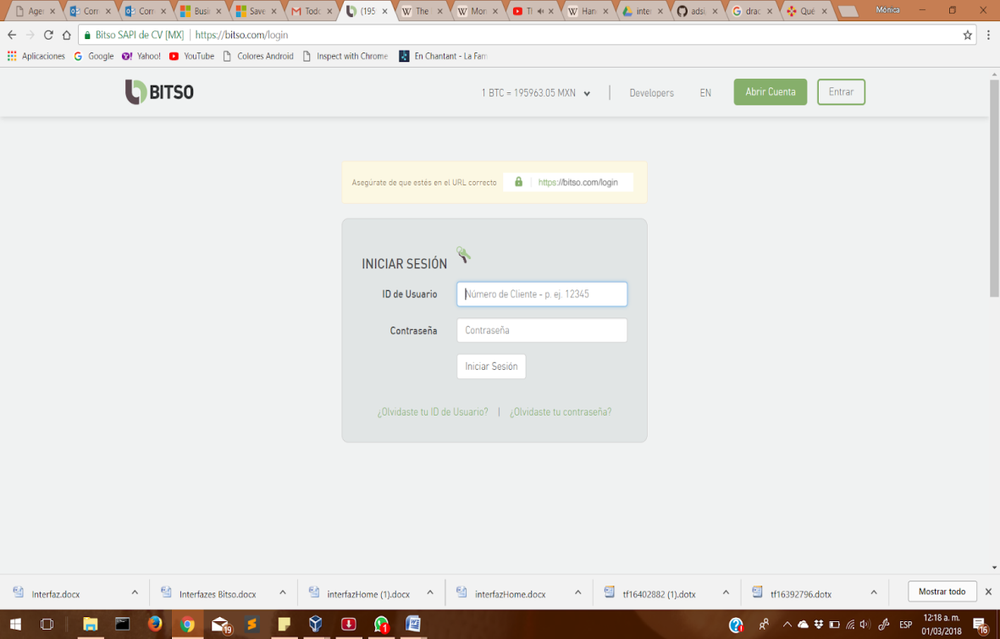 Agen
Corr
Corr
Busi
Save
Todo
(195
The
Mon
Han
inter
adsi
drac
Qué
Mónica
Bitso SAPI de CV [MX] | https://bitso.com/login
Aplicaciones Google Yahoo! YouTube Colores Android Inspect with Chrome En Chantant - La Fam
BITSO
1 BTC = 195963.05 MXN
Developers
EN
Abrir Cuenta
Entrar
Asegúrate de que estés en el URL correcto https://bitso.com/login
INICIAR SESIÓN
ID de Usuario Número de Cliente - p. ej. 12345
Contraseña Contraseña
Iniciar Sesión
¿Olvidaste tu ID de Usuario? | ¿Olvidaste tu contraseña?
Interfaz.docx
Interfazes Bitso.docx
interfazHome (1).docx
interfazHome.docx
tf16402882 (1).dotx
tf16392796.dotx
Mostrar todo
19
1
ESP
12:18 a. m.
01/03/2018
16